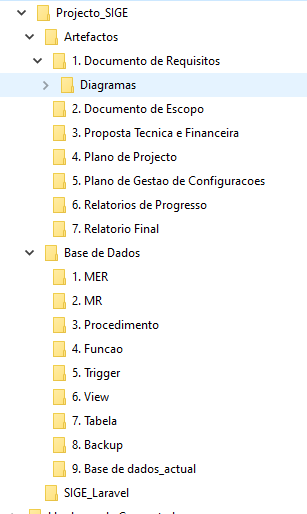 Projecto_SIGE
Artefactos
1. Documento de Requisitos
Diagramas
2. Documento de Escopo
3. Proposta Tecnica e Financeira
4. Plano de Projecto
5. Plano de Gestao de Configuracoes
6. Relatorios de Progresso
7. Relatorio Final
Base de Dados
1. MER
2. MR
3. Procedimento
4. Funcao
5. Trigger
6. View
7. Tabela
8. Backup
9. Base de dados_actual
SIGE_Laravel